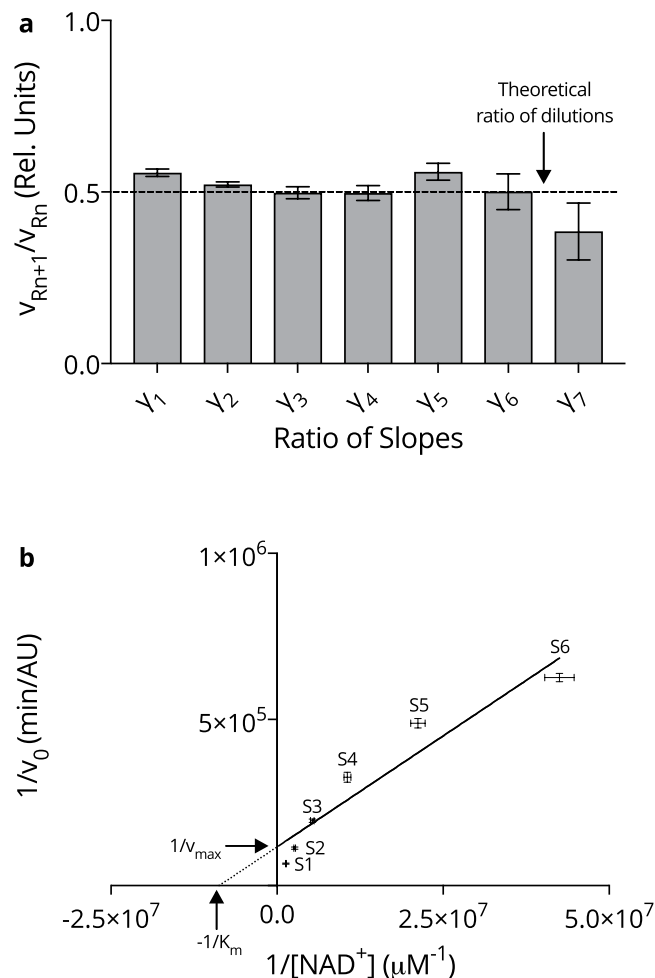 a
1.0
0.5
0.0
v_Rn+1/v_Rn (Rel. Units)
Theoretical
ratio of dilutions
γ1 γ2 γ3 γ4 γ5 γ6 γ7
Ratio of Slopes
b
1×10^6
5×10^5
1/v_0 (min/AU)
S6
S5
S4
S3
S2
S1
1/v_max
-1/K_m
-2.5×10^7 0.0 2.5×10^7 5.0×10^7
1/[NAD^+] (μM^-1)